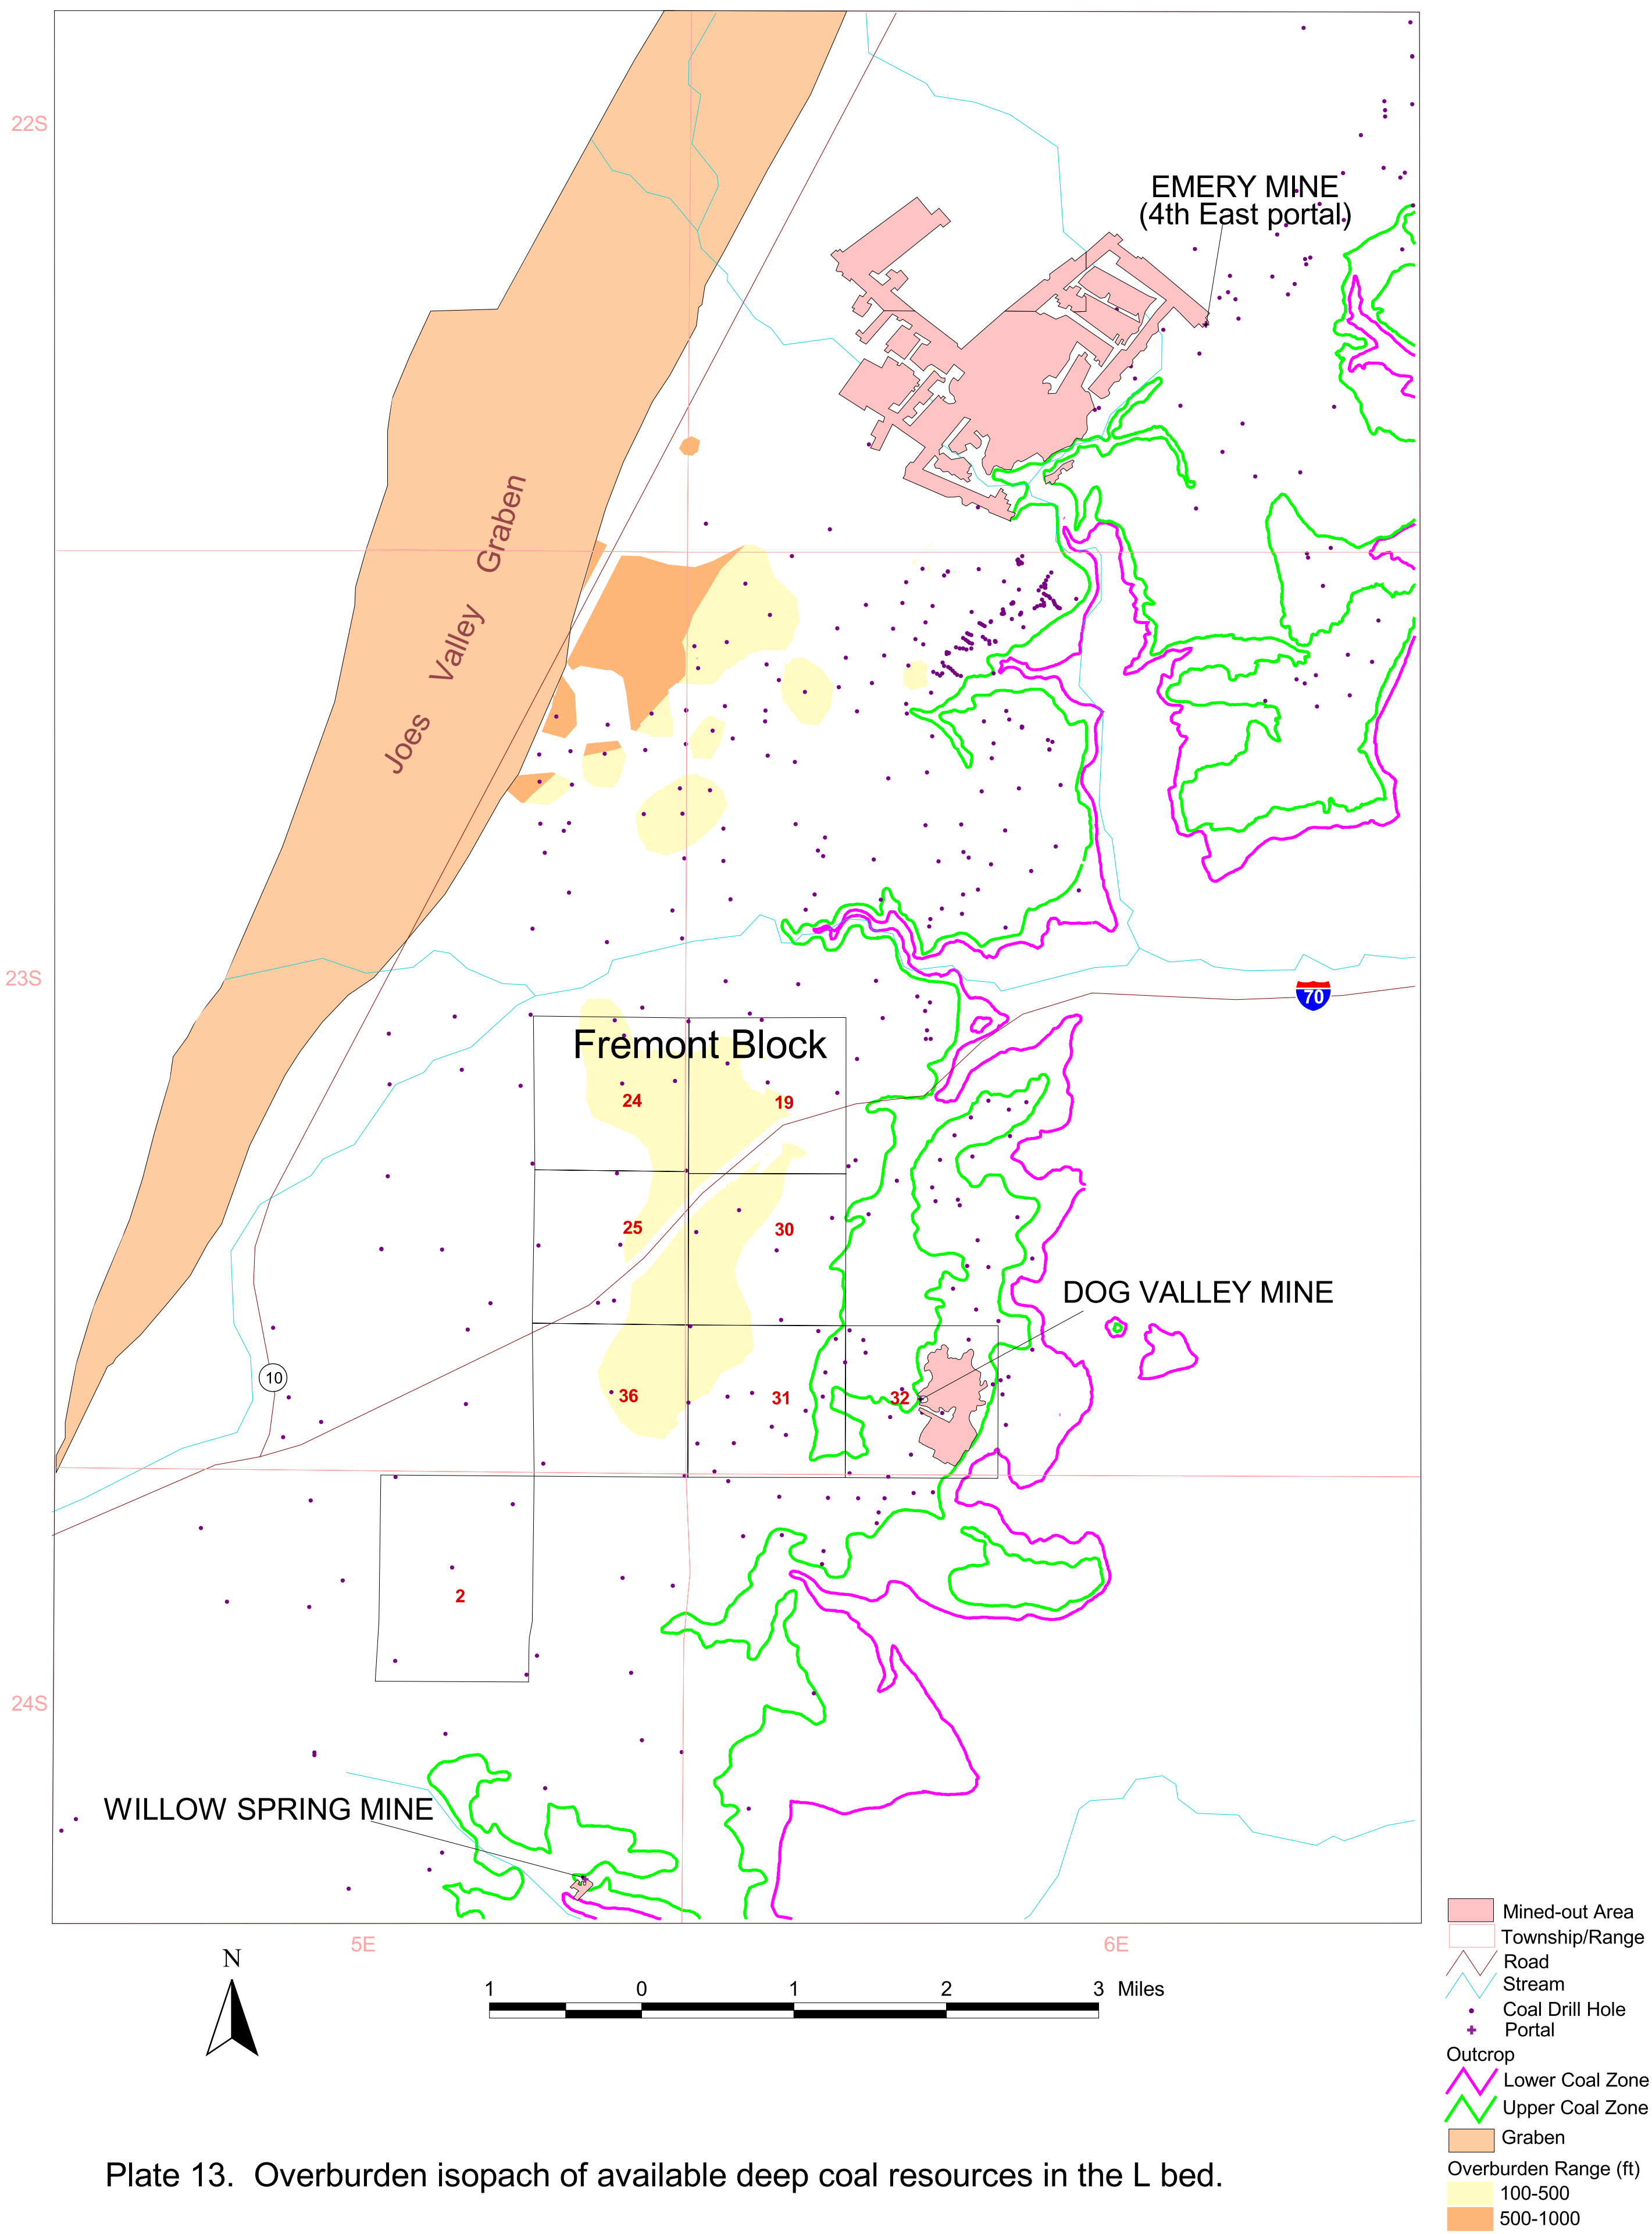 22S
EMERY MINE
(4th East portal)
Joes Valley Graben
23S
70
Fremont Block
24
19
25
30
DOG VALLEY MINE
10
36
31
32
2
24S
WILLOW SPRING MINE
5E
6E
N
1 0 1 2 3 Miles
Mined-out Area
Township/Range
Road
Stream
Coal Drill Hole
Portal
Outcrop
Lower Coal Zone
Upper Coal Zone
Graben
Overburden Range (ft)
100-500
500-1000
Plate 13. Overburden isopach of available deep coal resources in the L bed.